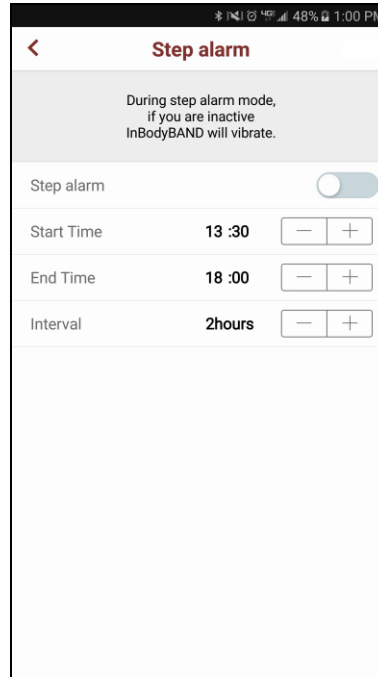 48% 1:00 PM
Step alarm
During step alarm mode,
if you are inactive
InBodyBAND will vibrate.
Step alarm
Start Time 13 :30
End Time 18 :00
Interval 2hours